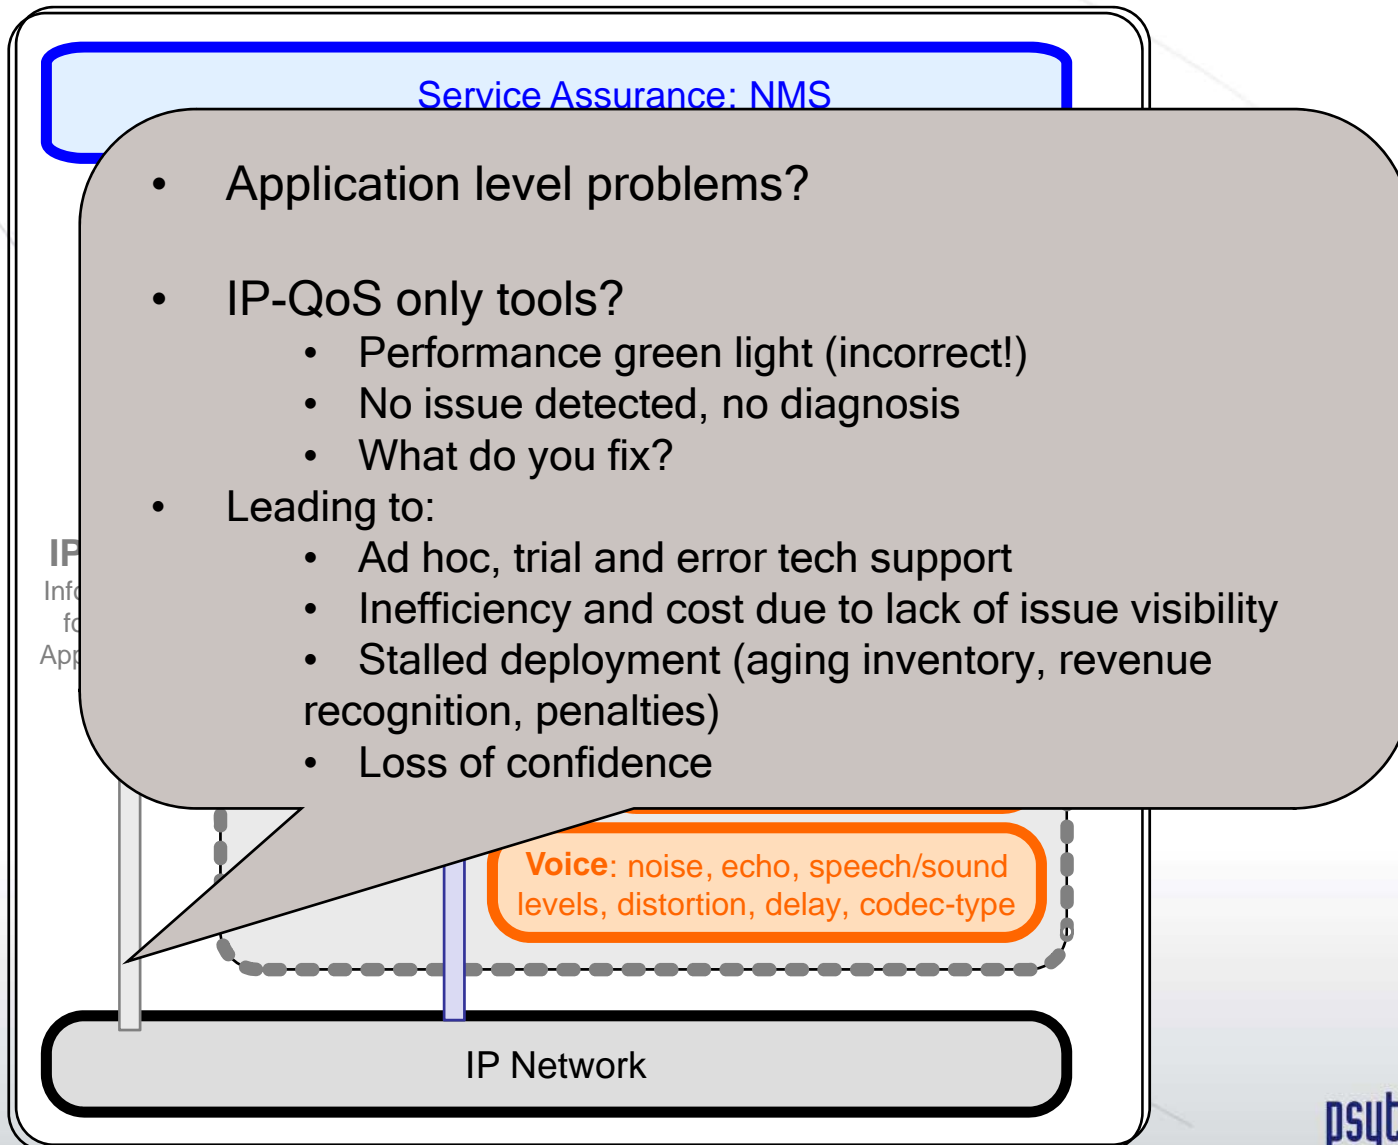 Service Assurance: NMS
• Application level problems?
• IP-QoS only tools?
• Performance green light (incorrect!)
• No issue detected, no diagnosis
• What do you fix?
• Leading to:
• Ad hoc, trial and error tech support
• Inefficiency and cost due to lack of issue visibility
• Stalled deployment (aging inventory, revenue
recognition, penalties)
• Loss of confidence
IP
Voice: noise, echo, speech/sound
levels, distortion, delay, codec-type
IP Network